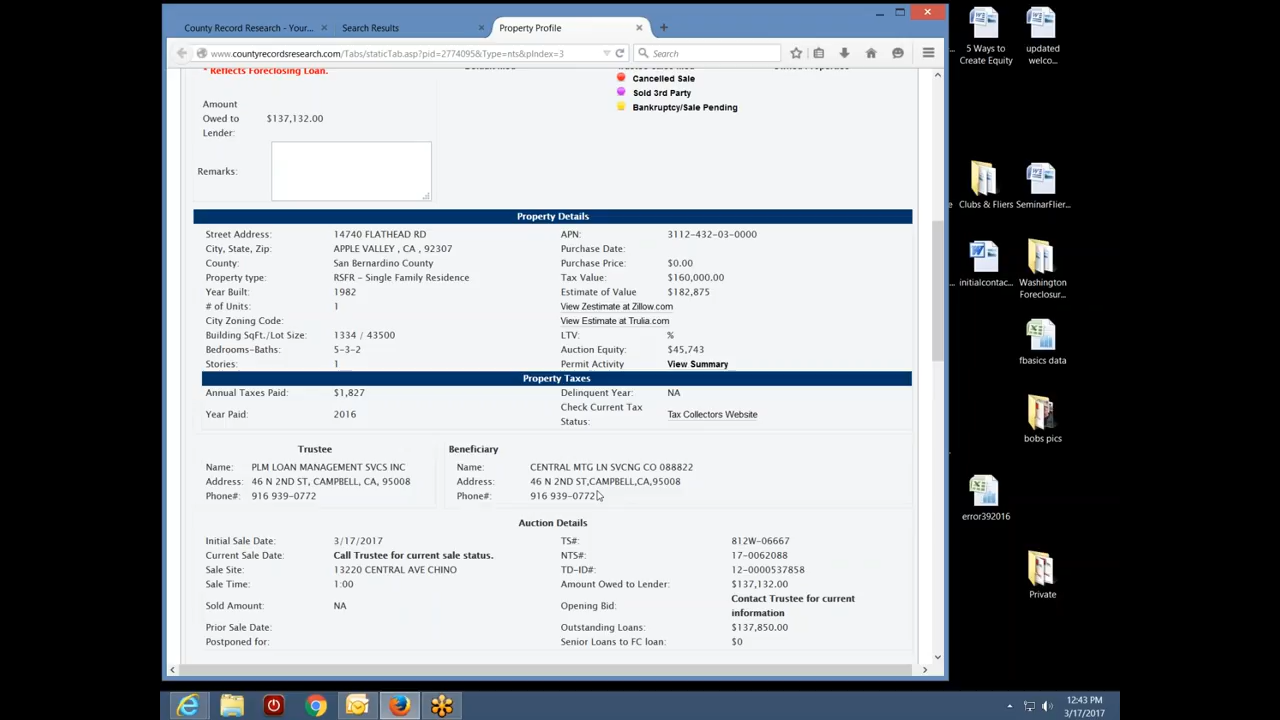 County Record Research - Your...
Search Results
Property Profile
www.countyrecordsresearch.com/Tabs/staticTab.asp?pid=2774095&Type=nts&pIndex=3
Search
* Reflects Foreclosing Loan.
Cancelled Sale
Sold 3rd Party
Bankruptcy/Sale Pending
Amount
Owed to
Lender:
$137,132.00
Remarks:
Property Details
Street Address: 14740 FLATHEAD RD APN: 3112-432-03-0000
City, State, Zip: APPLE VALLEY , CA , 92307 Purchase Date:
County: San Bernardino County Purchase Price: $0.00
Property type: RSFR - Single Family Residence Tax Value: $160,000.00
Year Built: 1982 Estimate of Value $182,875
# of Units: 1 View Zestimate at Zillow.com
City Zoning Code: View Estimate at Trulia.com
Building SqFt./Lot Size: 1334 / 43500 LTV: %
Bedrooms-Baths: 5-3-2 Auction Equity: $45,743
Stories: 1 Permit Activity View Summary
Property Taxes
Annual Taxes Paid: $1,827 Delinquent Year: NA
Year Paid: 2016 Check Current Tax Status: Tax Collectors Website
Trustee
Name: PLM LOAN MANAGEMENT SVCS INC
Address: 46 N 2ND ST, CAMPBELL, CA, 95008
Phone#: 916 939-0772
Beneficiary
Name: CENTRAL MTG LN SVCNG CO 088822
Address: 46 N 2ND ST,CAMPBELL,CA,95008
Phone#: 916 939-0772
Auction Details
Initial Sale Date: 3/17/2017 TS#: 812W-06667
Current Sale Date: Call Trustee for current sale status. NTS#: 17-0062088
Sale Site: 13220 CENTRAL AVE CHINO TD-ID#: 12-0000537858
Sale Time: 1:00 Amount Owed to Lender: $137,132.00
Sold Amount: NA Opening Bid: Contact Trustee for current information
Prior Sale Date: Outstanding Loans: $137,850.00
Postponed for: Senior Loans to FC loan: $0
5 Ways to
Create Equity
updated
welco...
Clubs & Fliers
SeminarFlier...
initialcontac...
Washington
Foreclosur...
fbasics data
bobs pics
error392016
Private
12:43 PM
3/17/2017